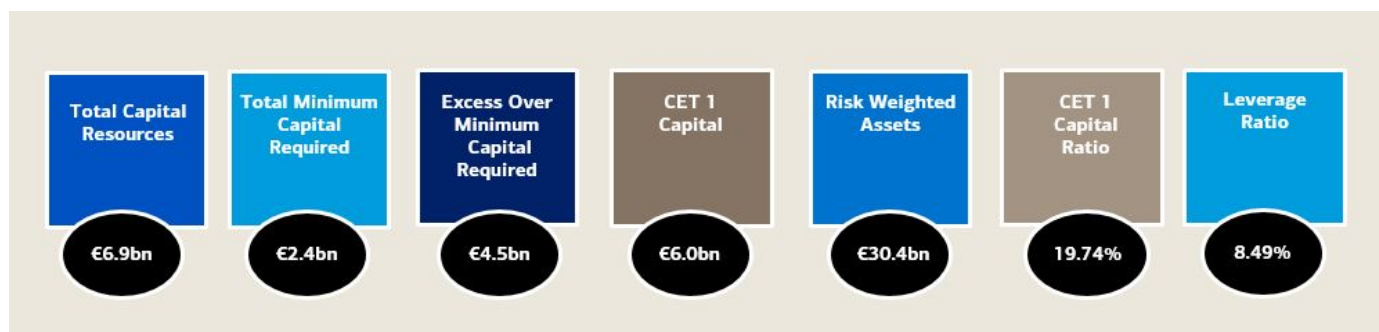 Total Capital
Resources
€6.9bn
Total Minimum
Capital
Required
€2.4bn
Excess Over
Minimum
Capital
Required
€4.5bn
CET 1
Capital
€6.0bn
Risk Weighted
Assets
€30.4bn
CET 1
Capital
Ratio
19.74%
Leverage
Ratio
8.49%